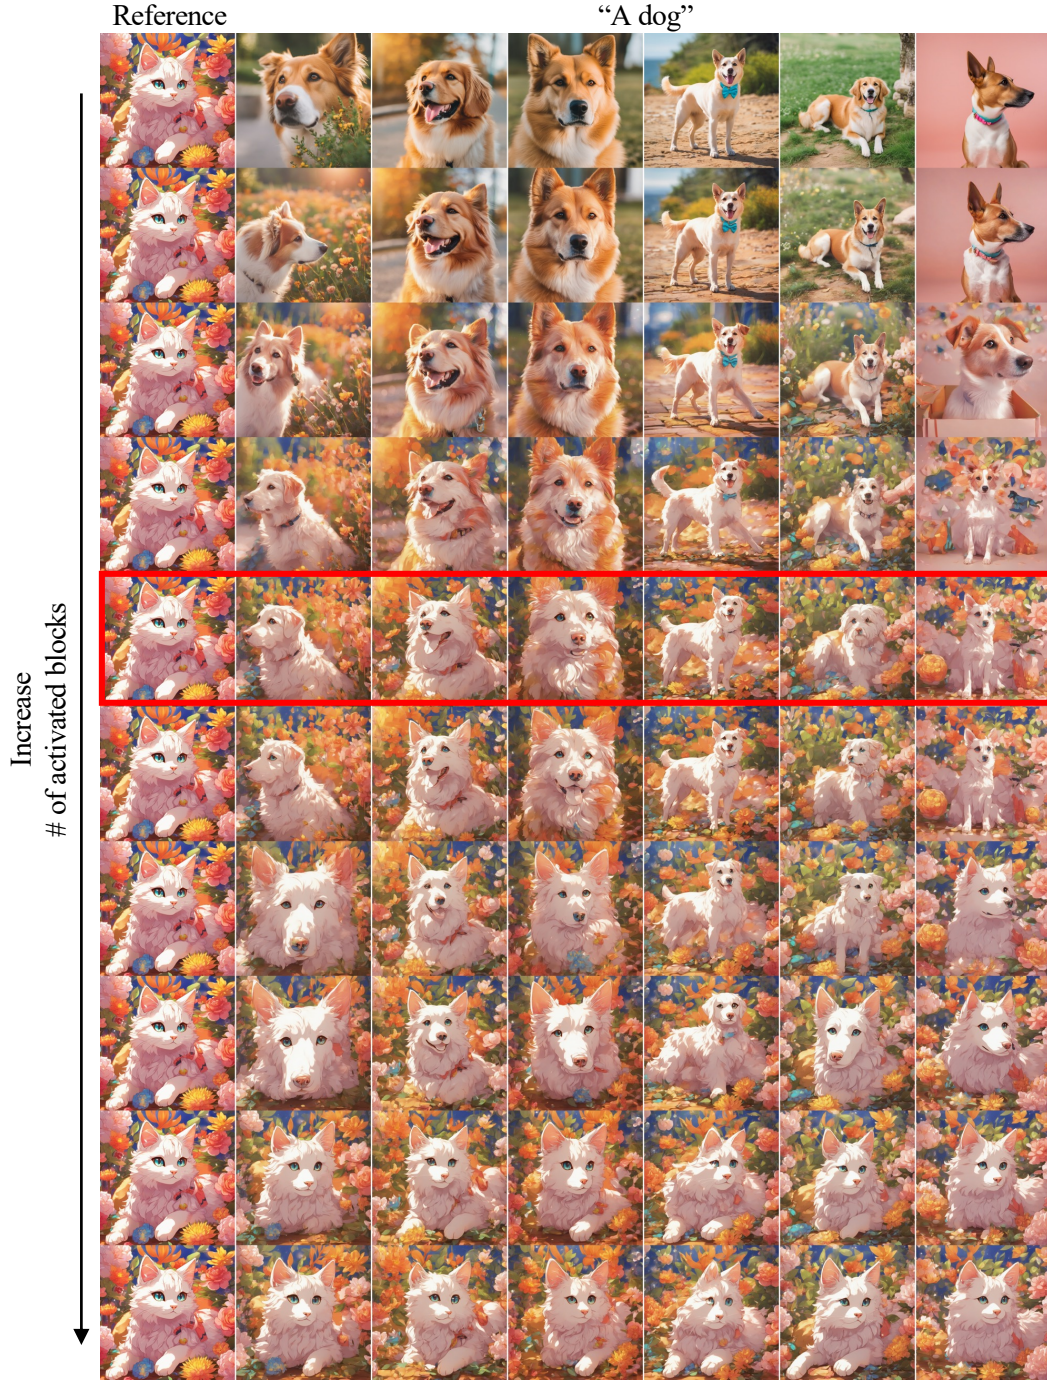 Reference
“A dog”
Increase
# of activated blocks